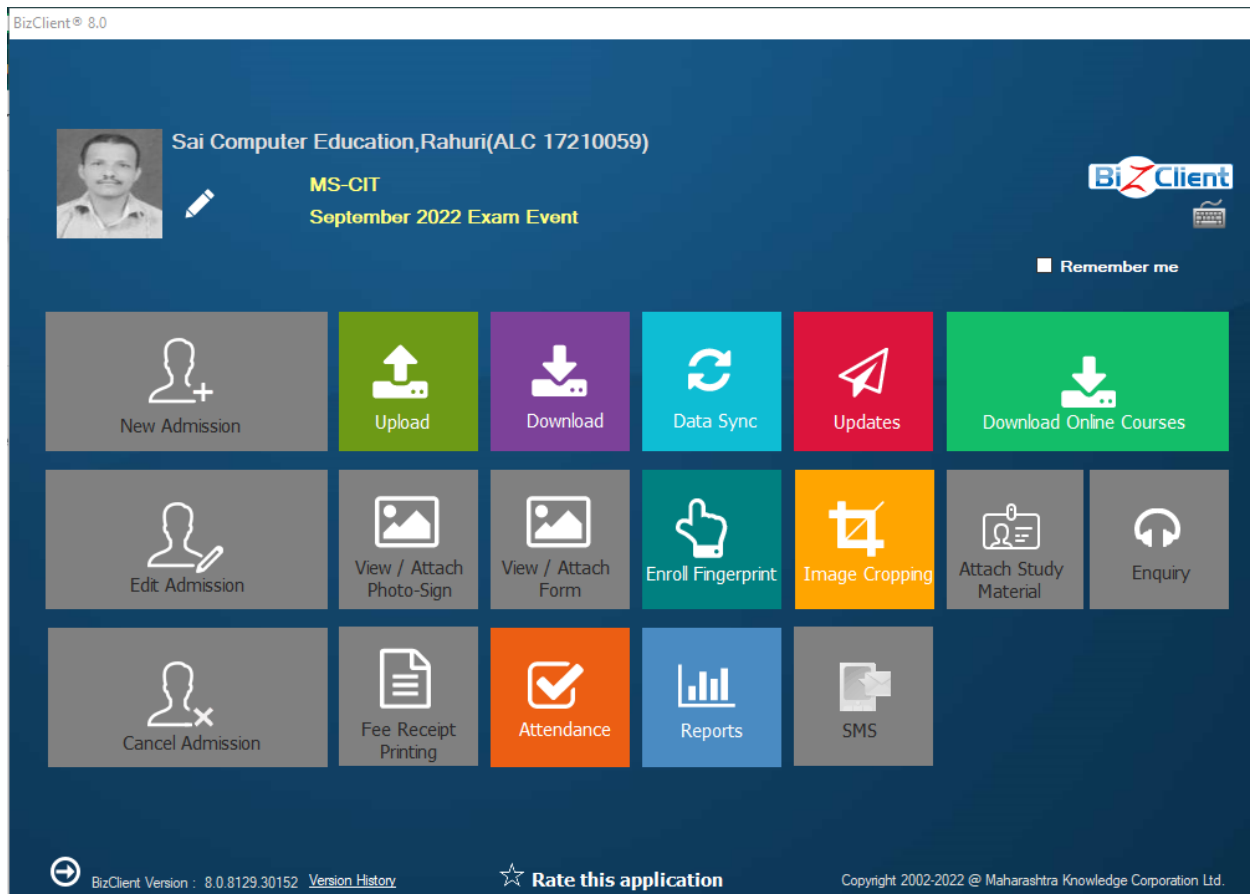 BizClient® 8.0
Sai Computer Education,Rahuri(ALC 17210059)
MS-CIT
September 2022 Exam Event
BiZClient
Remember me
New Admission
Upload
Download
Data Sync
Updates
Download Online Courses
Edit Admission
View / Attach
Photo-Sign
View / Attach
Form
Enroll Fingerprint
Image Cropping
Attach Study
Material
Enquiry
Cancel Admission
Fee Receipt
Printing
Attendance
Reports
SMS
BizClient Version : 8.0.8129.30152 Version History
Rate this application
Copyright 2002-2022 @ Maharashtra Knowledge Corporation Ltd.